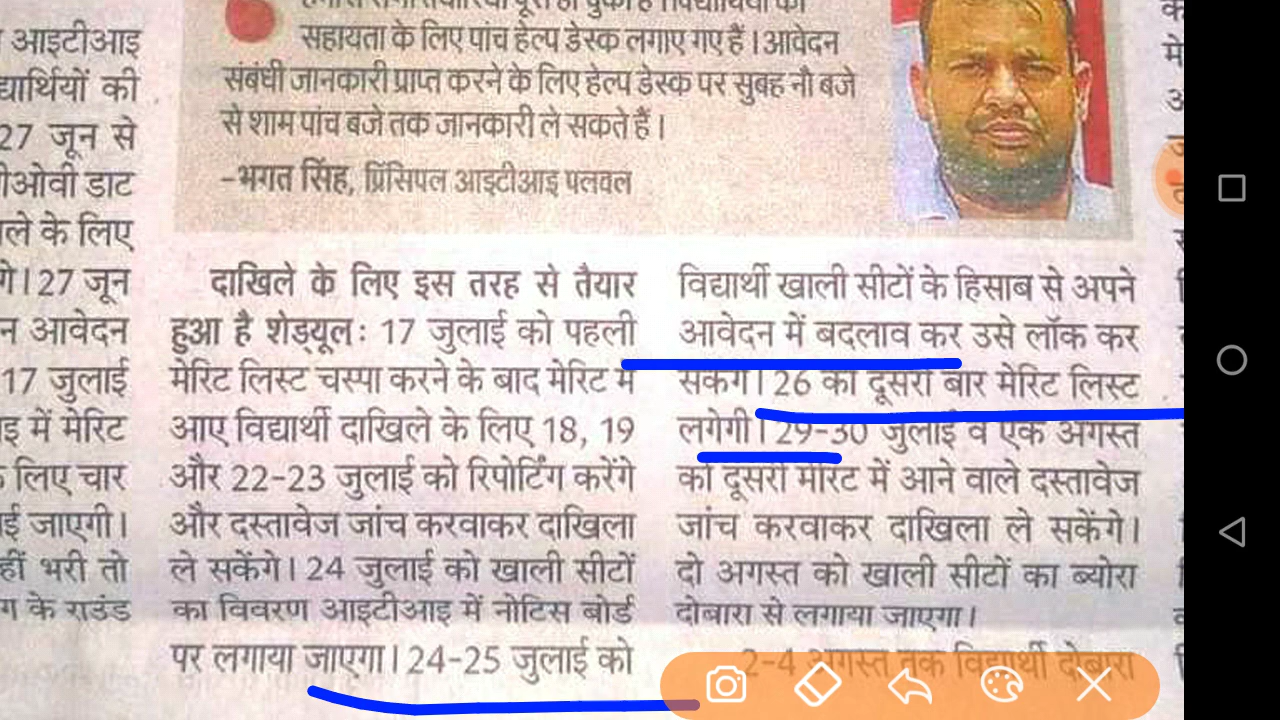 आइटीआइ
द्यार्थियों की
27 जून से
डाट
के लिए
27 जून
आवेदन
17 जुलाई
में मेरिट
लिए चार
जाएगी।
भरी तो
के राउंड
सहायता के लिए पांच हेल्प डेस्क लगाए गए हैं। आवेदन
संबंधी जानकारी प्राप्त करने के लिए हेल्प डेस्क पर सुबह नौ बजे
से शाम पांच बजे तक जानकारी ले सकते हैं।
-भगत सिंह, प्रिंसिपल आइटीआइ पलवल
दाखिले के लिए इस तरह से तैयार
हुआ है शेड्यूल: 17 जुलाई को पहली
मेरिट लिस्ट चस्पा करने के बाद मेरिट में
आए विद्यार्थी दाखिले के लिए 18, 19
और 22-23 जुलाई को रिपोर्टिंग करेंगे
और दस्तावेज जांच करवाकर दाखिला
ले सकेंगे। 24 जुलाई को खाली सीटों
का विवरण आइटीआइ में नोटिस बोर्ड
पर लगाया जाएगा। 24-25 जुलाई को
विद्यार्थी खाली सीटों के हिसाब से अपने
आवेदन में बदलाव कर उसे लॉक कर
सकेंगे। 26 को दूसरी बार मेरिट लिस्ट
लगेगी। 29-30 जुलाई व एक अगस्त
को दूसरी मेरिट में आने वाले दस्तावेज
जांच करवाकर दाखिला ले सकेंगे।
दो अगस्त को खाली सीटों का ब्योरा
दोबारा से लगाया जाएगा।
2-4 अगस्त तक विद्यार्थी दोबारा